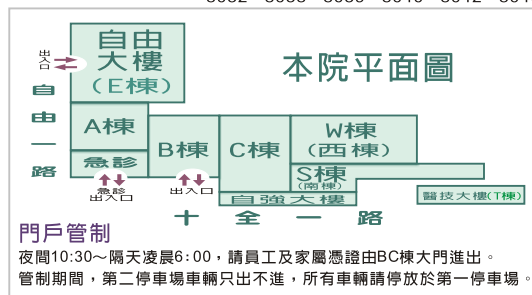 本院平面圖
自由
大樓
(E棟)
出
入口
自
由
一
路
A棟
急診
B棟
C棟
W棟
(西棟)
S棟
(南棟)
自強大樓
醫技大樓(T棟)
急診
出入口
出入口
十 全 一 路
門戶管制
夜間10:30～隔天凌晨6:00，請員工及家屬憑證由BC棟大門進出。
管制期間，第二停車場車輛只出不進，所有車輛請停放於第一停車場。